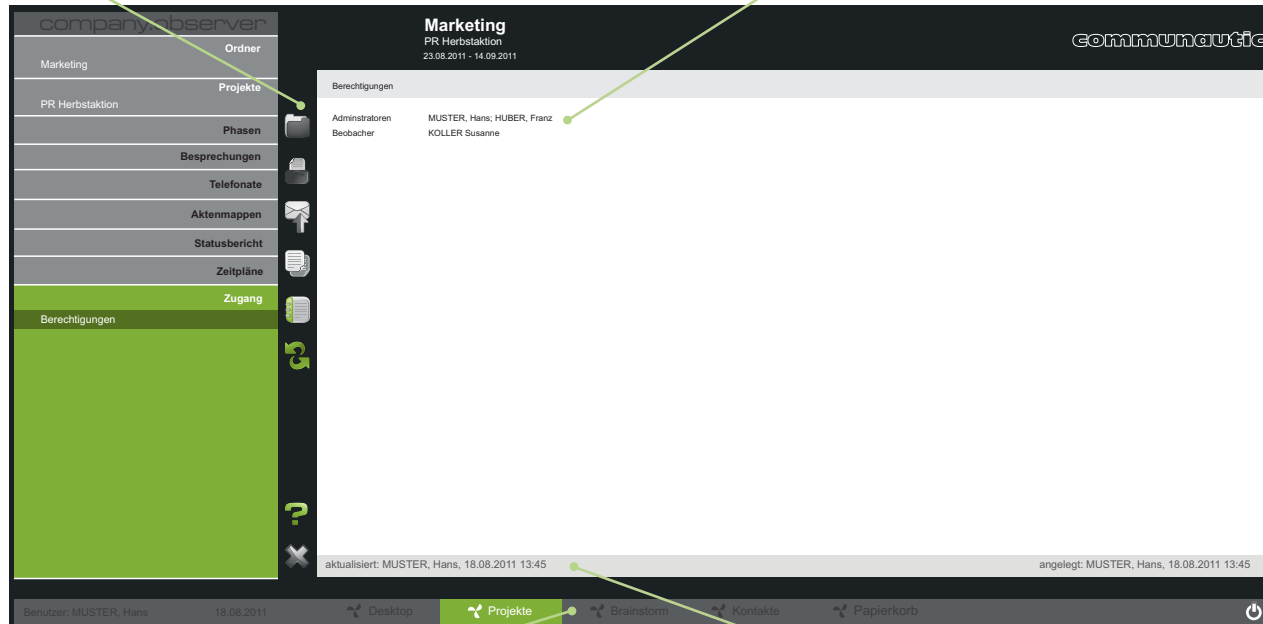 company.observer
Ordner
Marketing
Projekte
PR Herbstaktion
Phasen
Besprechungen
Telefonate
Aktenmappen
Statusbericht
Zeitpläne
Zugang
Berechtigungen
Marketing
PR Herbstaktion
23.08.2011 - 14.09.2011
communautic
Berechtigungen
Adminstratoren MUSTER, Hans; HUBER, Franz
Beobacher KOLLER Susanne
?
aktualisiert: MUSTER, Hans, 18.08.2011 13:45 angelegt: MUSTER, Hans, 18.08.2011 13:45
Benutzer: MUSTER, Hans 18.08.2011 Desktop Projekte Brainstorm Kontakte Papierkorb